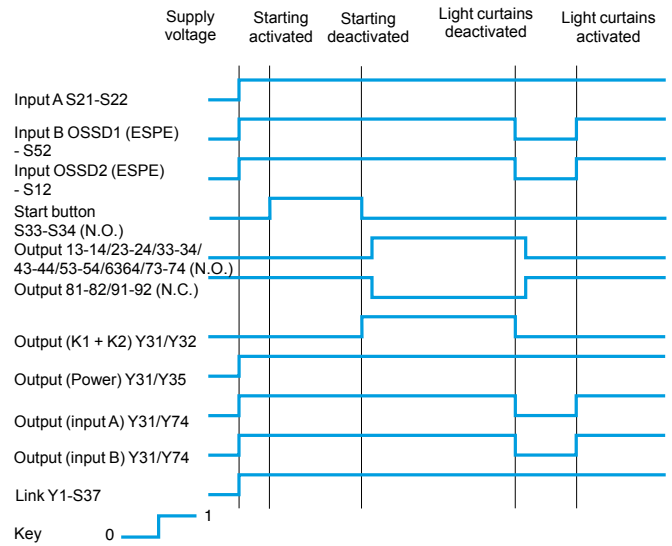 Supply voltage
Starting activated
Starting deactivated
Light curtains deactivated
Light curtains activated
Input A S21-S22
Input B OSSD1 (ESPE)
- S52
Input OSSD2 (ESPE)
- S12
Start button
S33-S34 (N.O.)
Output 13-14/23-24/33-34/
43-44/53-54/6364/73-74 (N.O.)
Output 81-82/91-92 (N.C.)
Output (K1 + K2) Y31/Y32
Output (Power) Y31/Y35
Output (input A) Y31/Y74
Output (input B) Y31/Y74
Link Y1-S37
Key 0 1